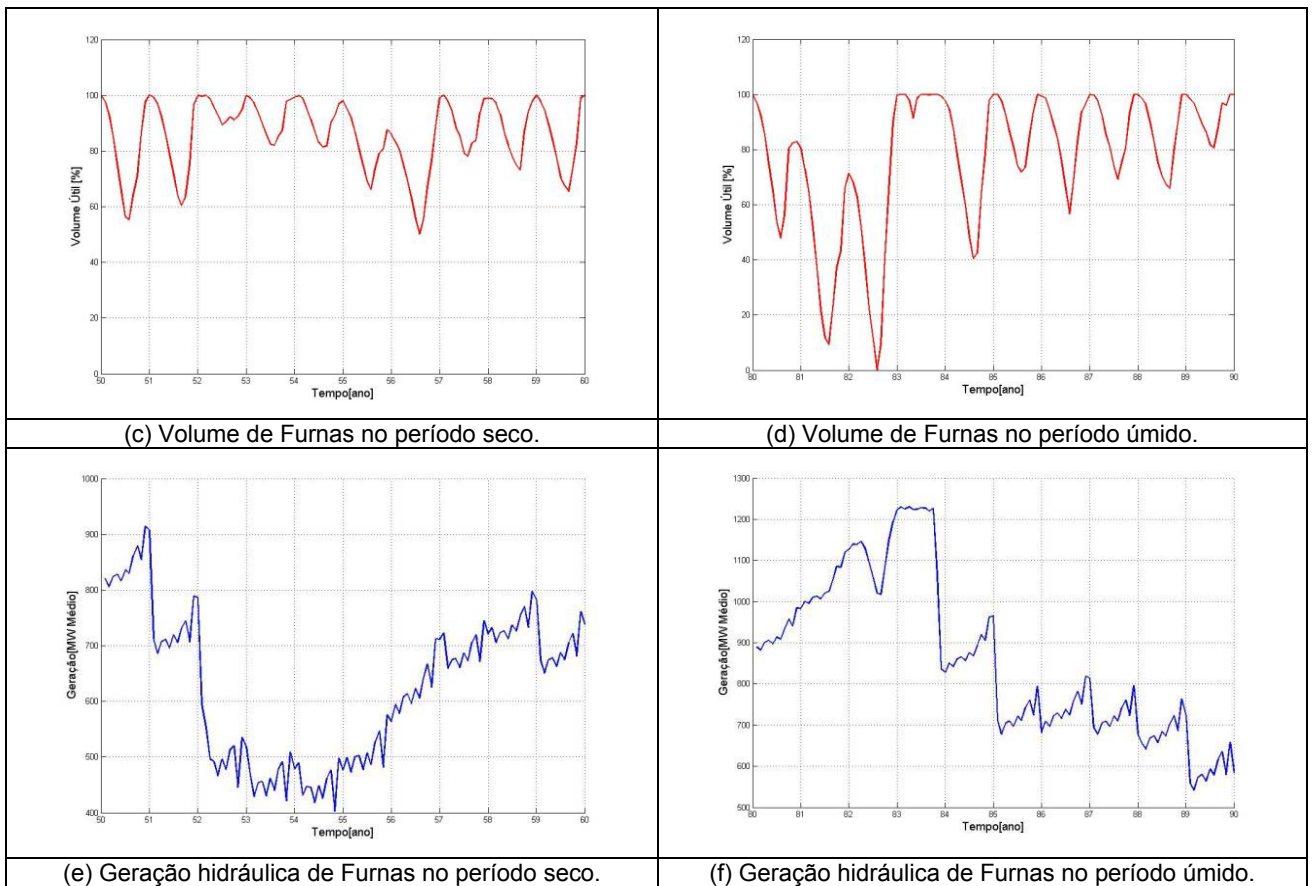 120
100
80
60
40
20
0
Volume Útil [%]
50 51 52 53 54 55 56 57 58 59 60
Tempo[ano]
120
100
80
60
40
20
0
Volume Útil [%]
80 81 82 83 84 85 86 87 88 89 90
Tempo[ano]
(c) Volume de Furnas no período seco.
(d) Volume de Furnas no período úmido.
1000
900
800
700
600
500
400
Geração[MW Médio]
50 51 52 53 54 55 56 57 58 59 60
Tempo[ano]
1300
1200
1100
1000
900
800
700
600
500
Geração[MW Médio]
80 81 82 83 84 85 86 87 88 89 90
Tempo[ano]
(e) Geração hidráulica de Furnas no período seco.
(f) Geração hidráulica de Furnas no período úmido.